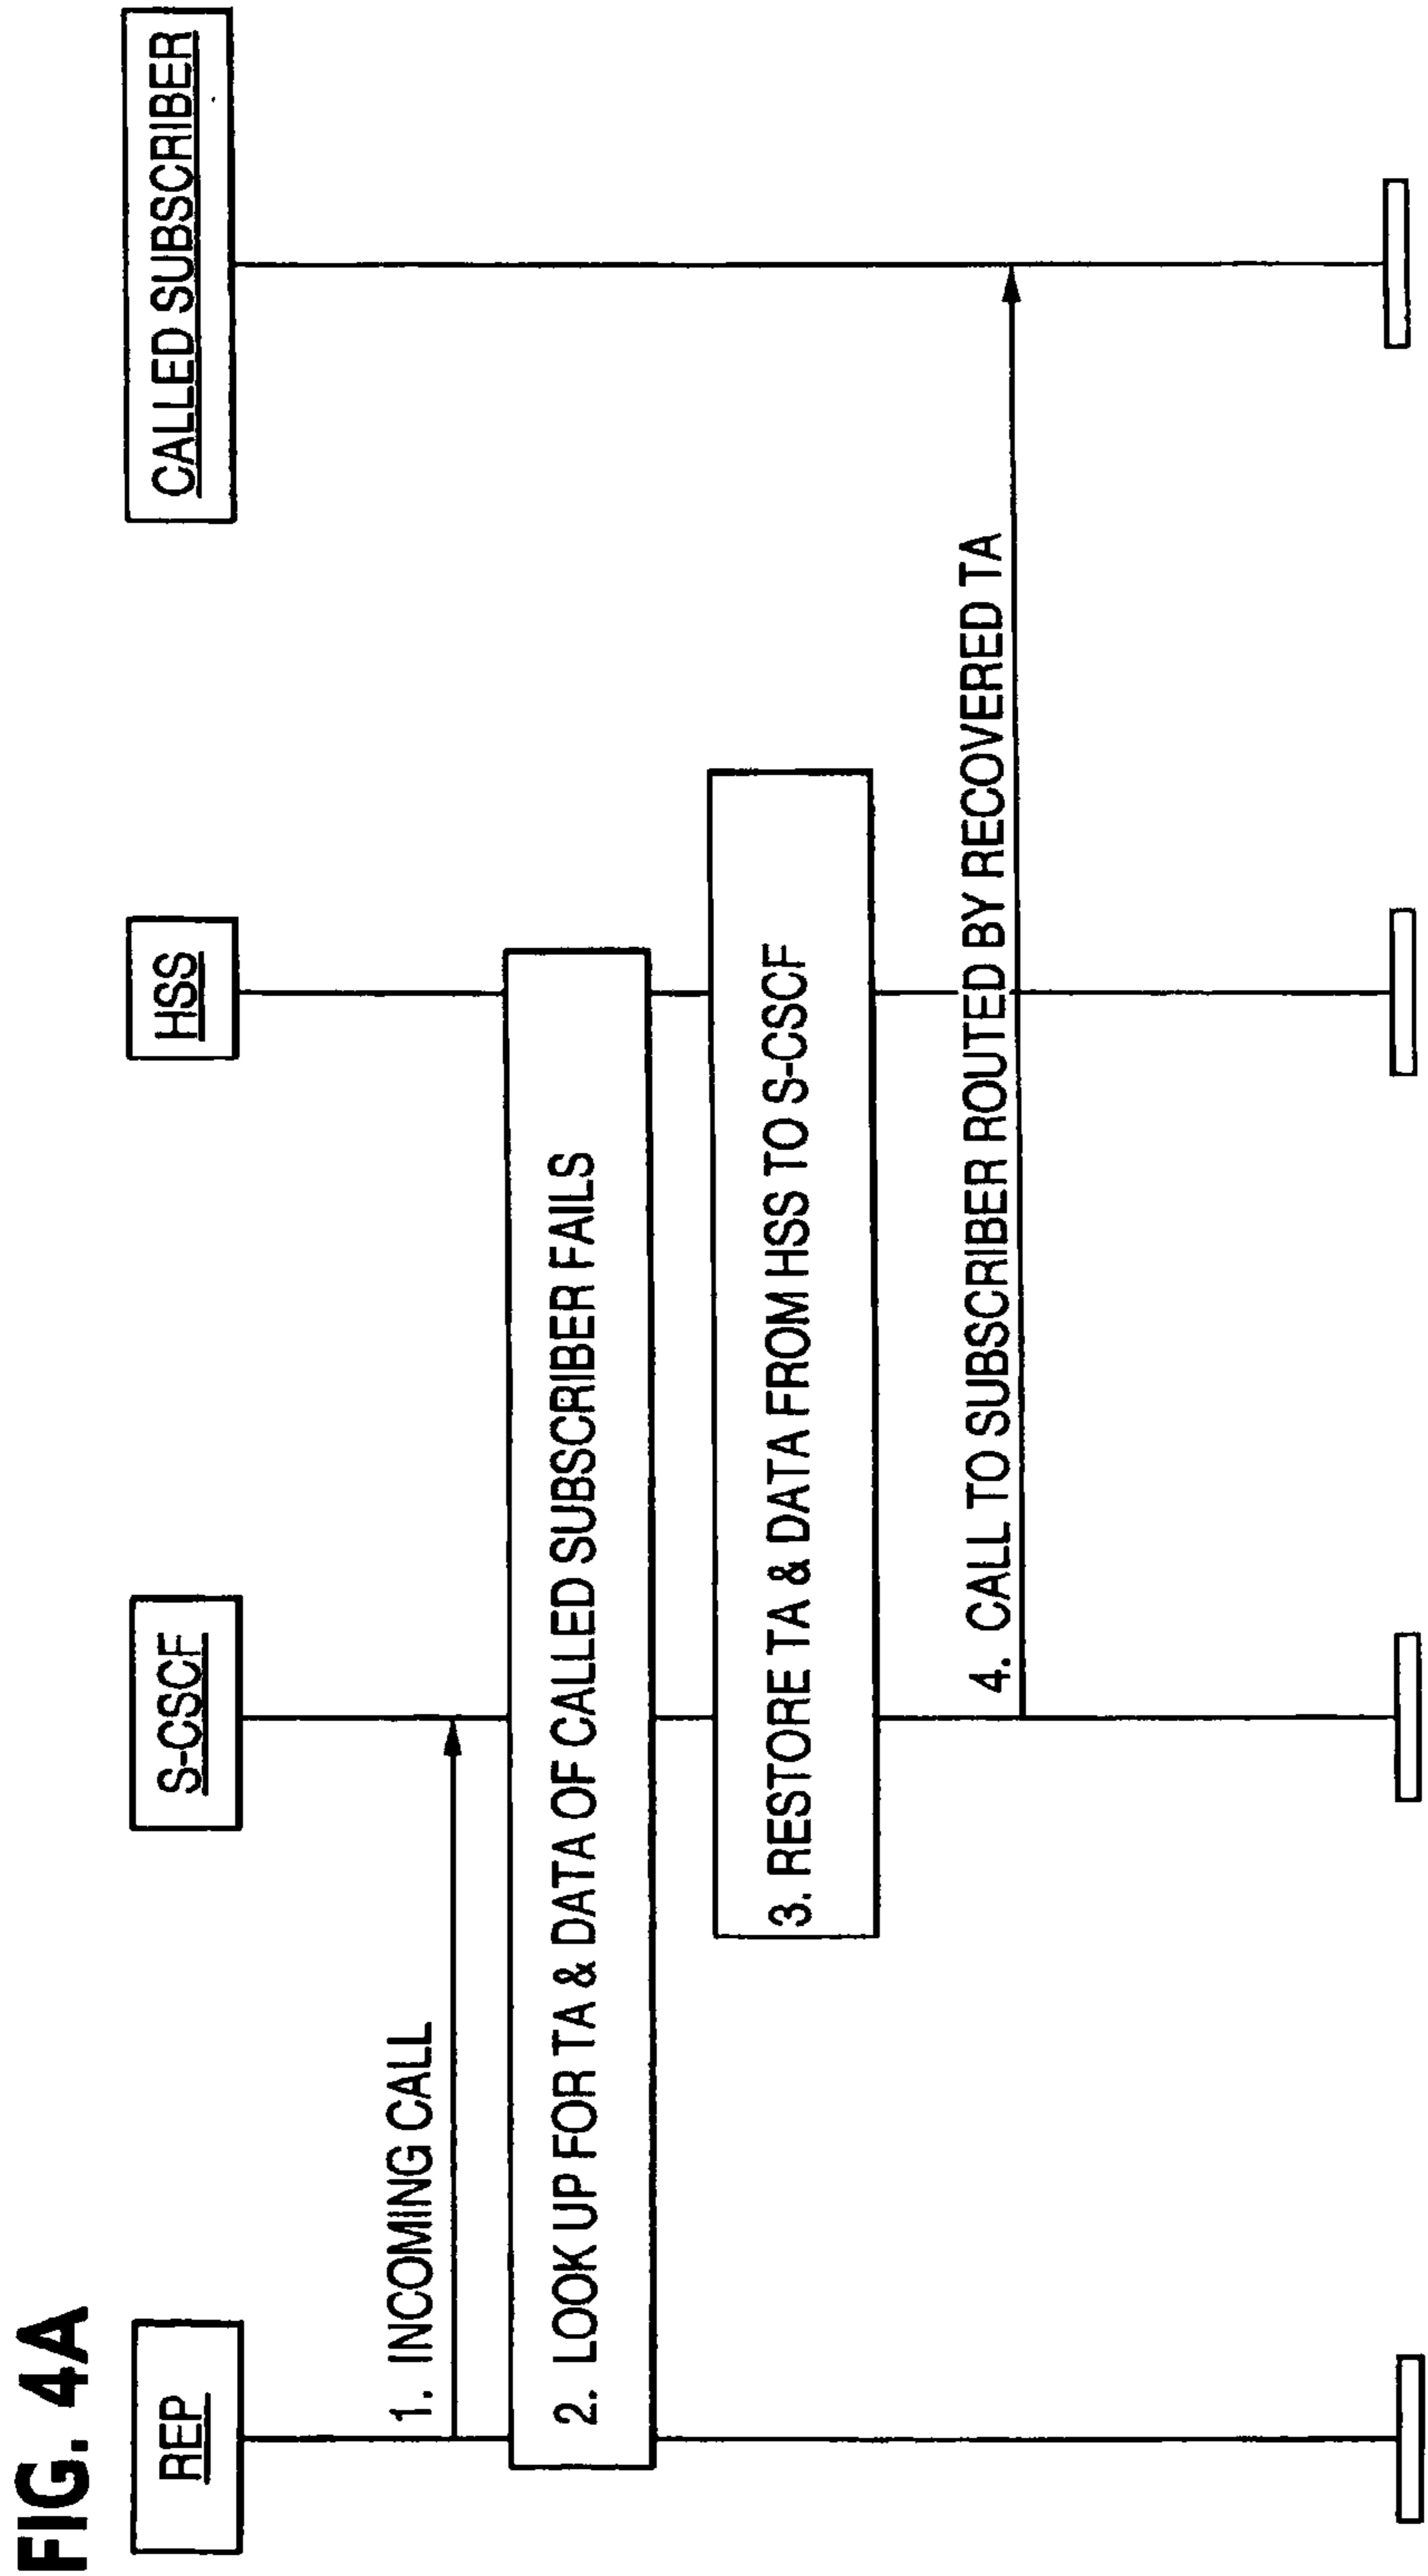 FIG. 4A
REP
S-CSCF
HSS
CALLED SUBSCRIBER
1. INCOMING CALL
2. LOOK UP FOR TA & DATA OF CALLED SUBSCRIBER FAILS
3. RESTORE TA & DATA FROM HSS TO S-CSCF
4. CALL TO SUBSCRIBER ROUTED BY RECOVERED TA